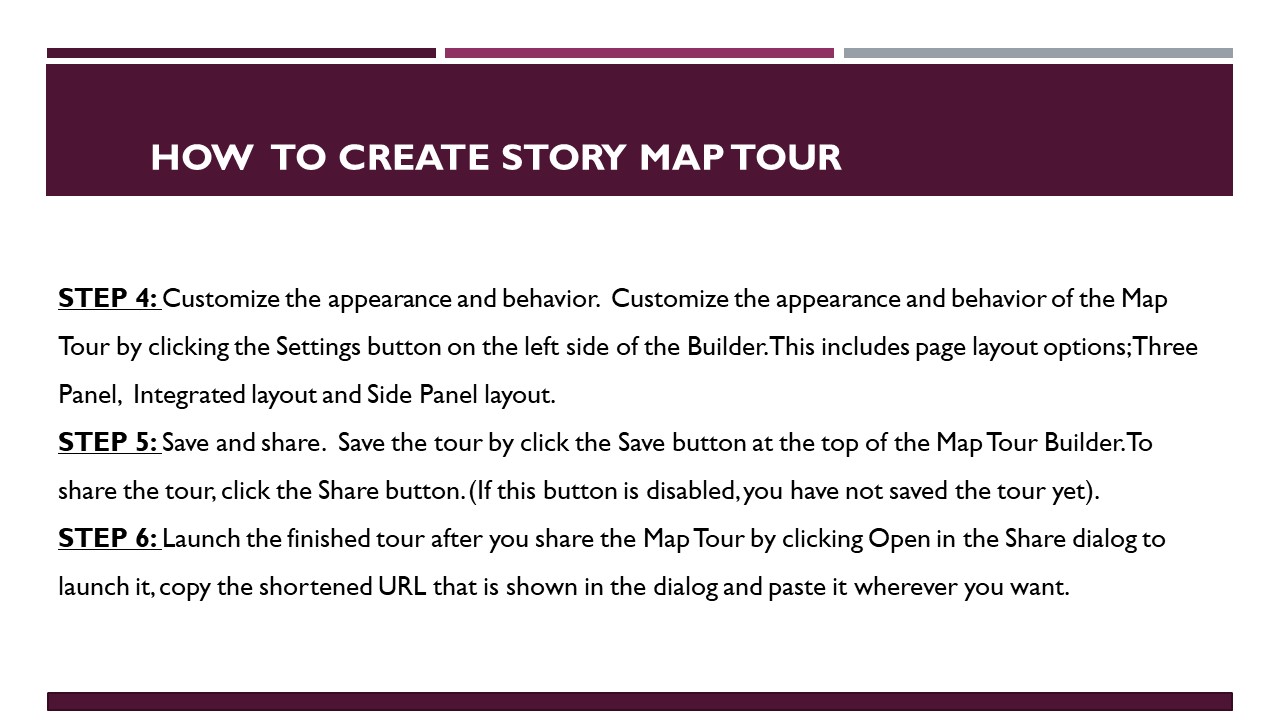 HOW TO CREATE STORY MAP TOUR
STEP 4: Customize the appearance and behavior. Customize the appearance and behavior of the Map
Tour by clicking the Settings button on the left side of the Builder. This includes page layout options; Three
Panel, Integrated layout and Side Panel layout.
STEP 5: Save and share. Save the tour by click the Save button at the top of the Map Tour Builder. To
share the tour, click the Share button. (If this button is disabled, you have not saved the tour yet).
STEP 6: Launch the finished tour after you share the Map Tour by clicking Open in the Share dialog to
launch it, copy the shortened URL that is shown in the dialog and paste it wherever you want.